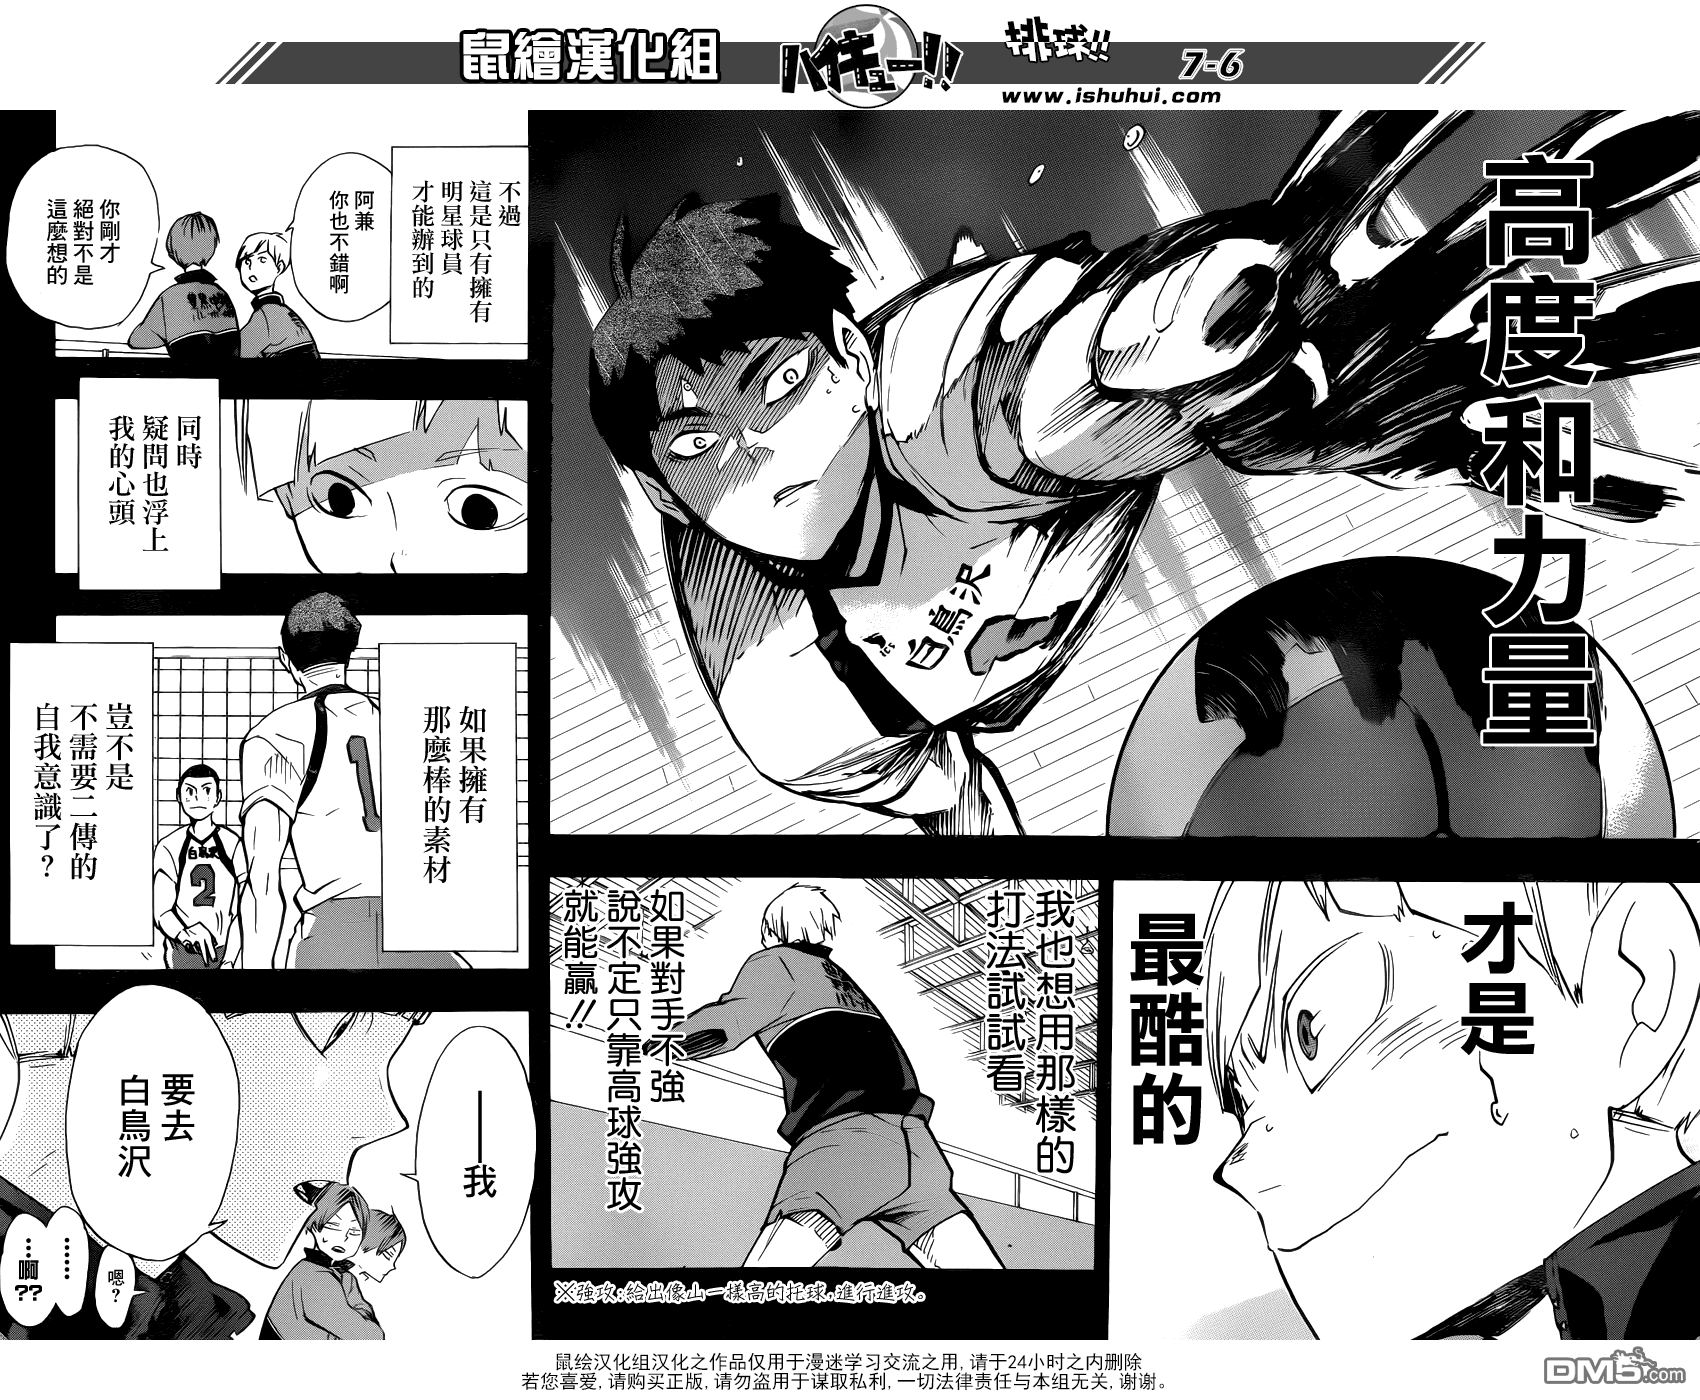 鼠繪漢化組
ハイキュー!!
排球!!
7-6
www.ishuhui.com
高度和力量
白鳥沢
才是
最酷的
我也想用那樣的
打法試試看
如果對手不強
說不定只靠高球強攻
就能贏!!
※強攻:給出像山一樣高的托球,進行進攻。
不過
這是只有擁有
明星球員
才能辦到的
阿兼
你也不錯啊
你剛才
絕對不是
這麼想的
同時
疑問也浮上
我的心頭
如果擁有
那麼棒的素材
豈不是
不需要二傳的
自我意識了?
1
白鳥沢
2
——我
要去
白鳥沢
嗯?
……
……啊??
鼠绘汉化组汉化之作品仅用于漫迷学习交流之用,请于24小时之内删除
若您喜爱,请购买正版,请勿盗用于谋取私利,一切法律责任与本组无关,谢谢。
DM5.com